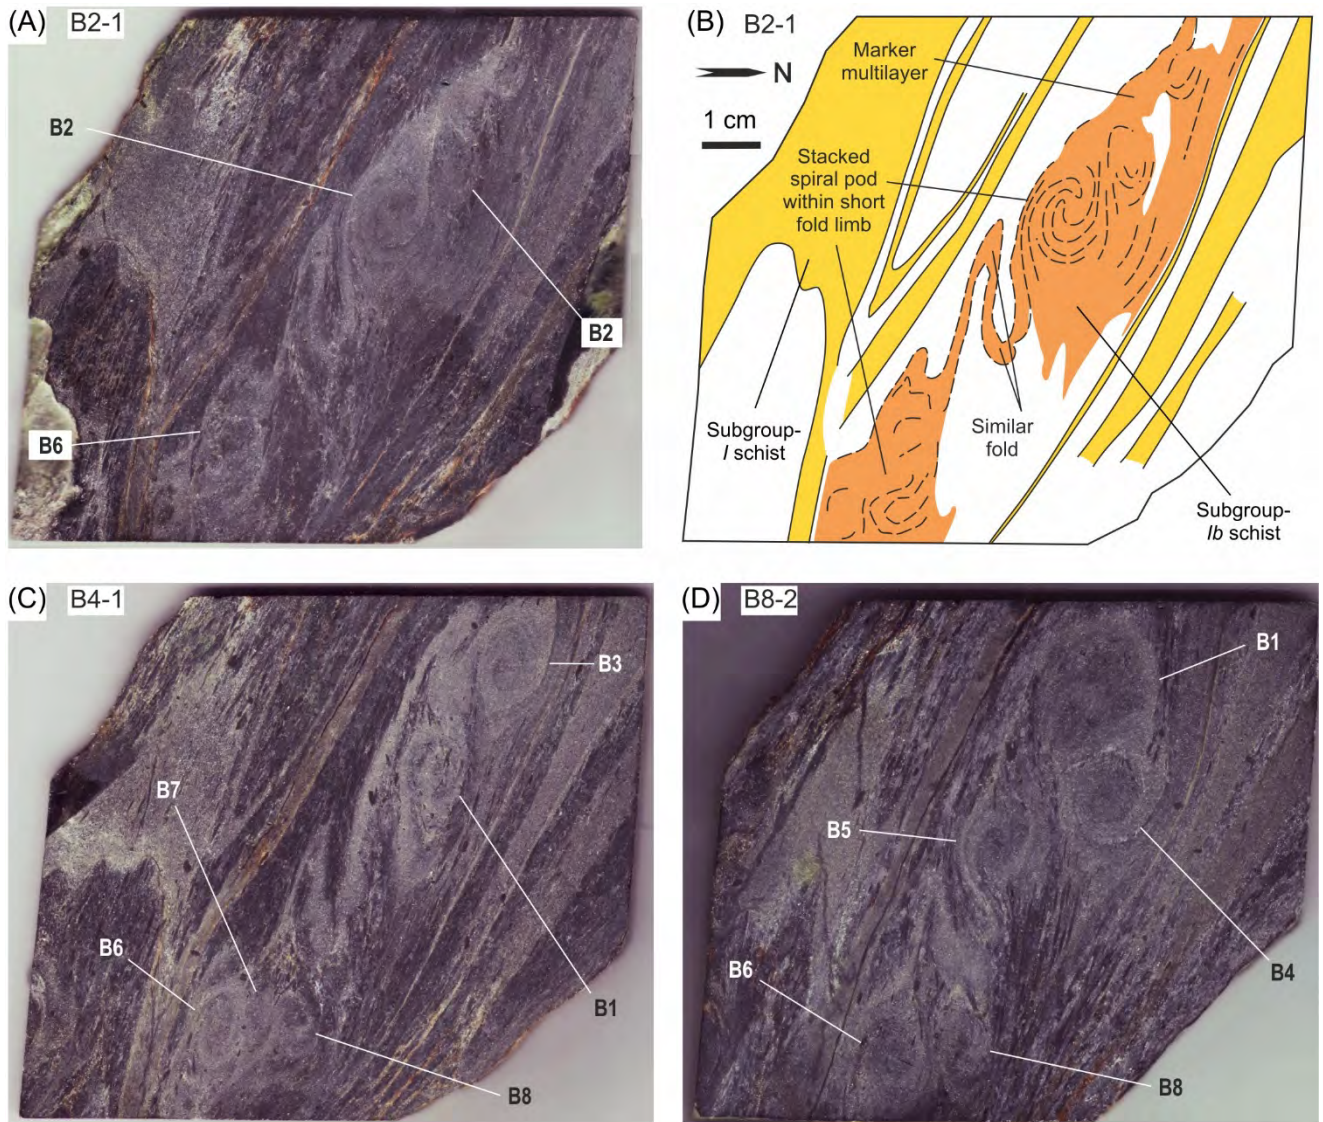 (A) B2-1
B2
B2
B6
(B) B2-1
N
1 cm
Marker
multilayer
Stacked
spiral pod
within short
fold limb
Subgroup-
I schist
Similar
fold
Subgroup-
Ib schist
(C) B4-1
B3
B7
B6
B1
B8
(D) B8-2
B1
B5
B4
B6
B8